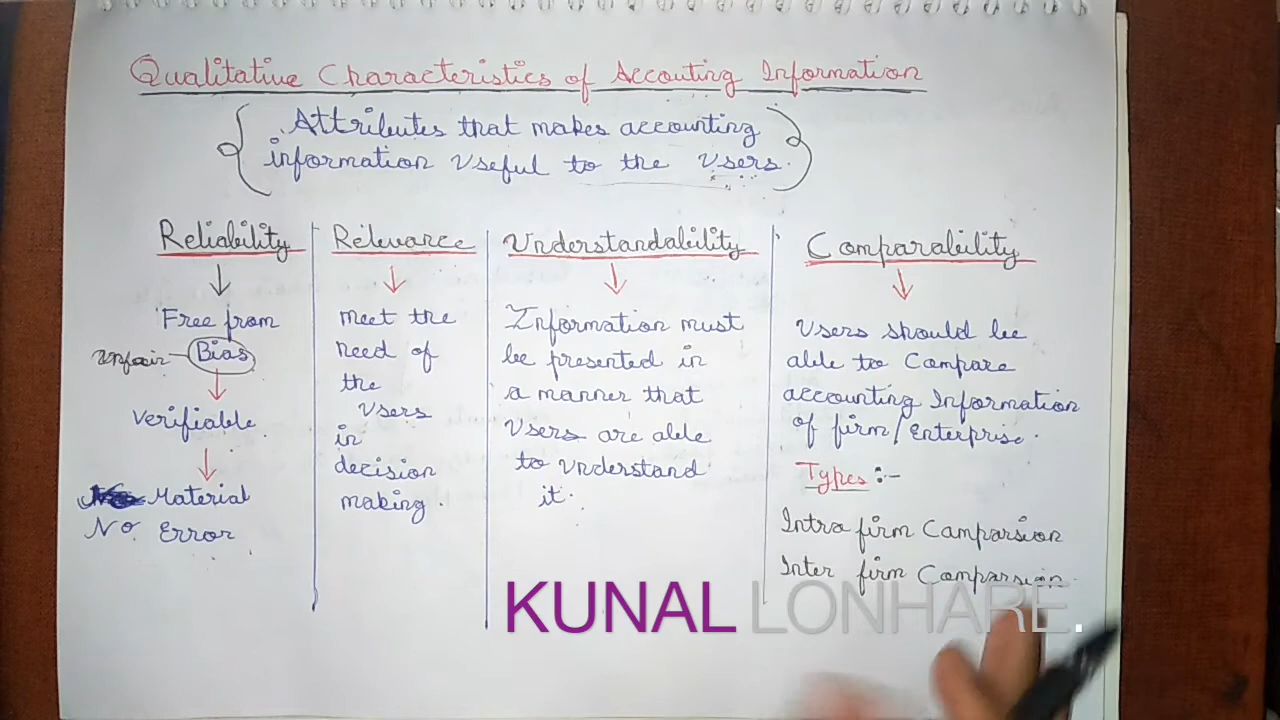 Qualitative Characteristics of Accouting Information
Attributes that makes accounting
information Useful to the Users.
Reliability
Free from
Unfair
Bias
Verifiable
Material
No Error
Relevance
Meet the
need of
the
Users
in
decision
making.
Understandability
Information must
be presented in
a manner that
Users are able
to understand
it.
Comparability
Users should be
able to Compare
accounting Information
of firm/Enterprise.
Types :-
Intra firm Camparsion
Inter firm Comparsion.
KUNAL LONHARE.